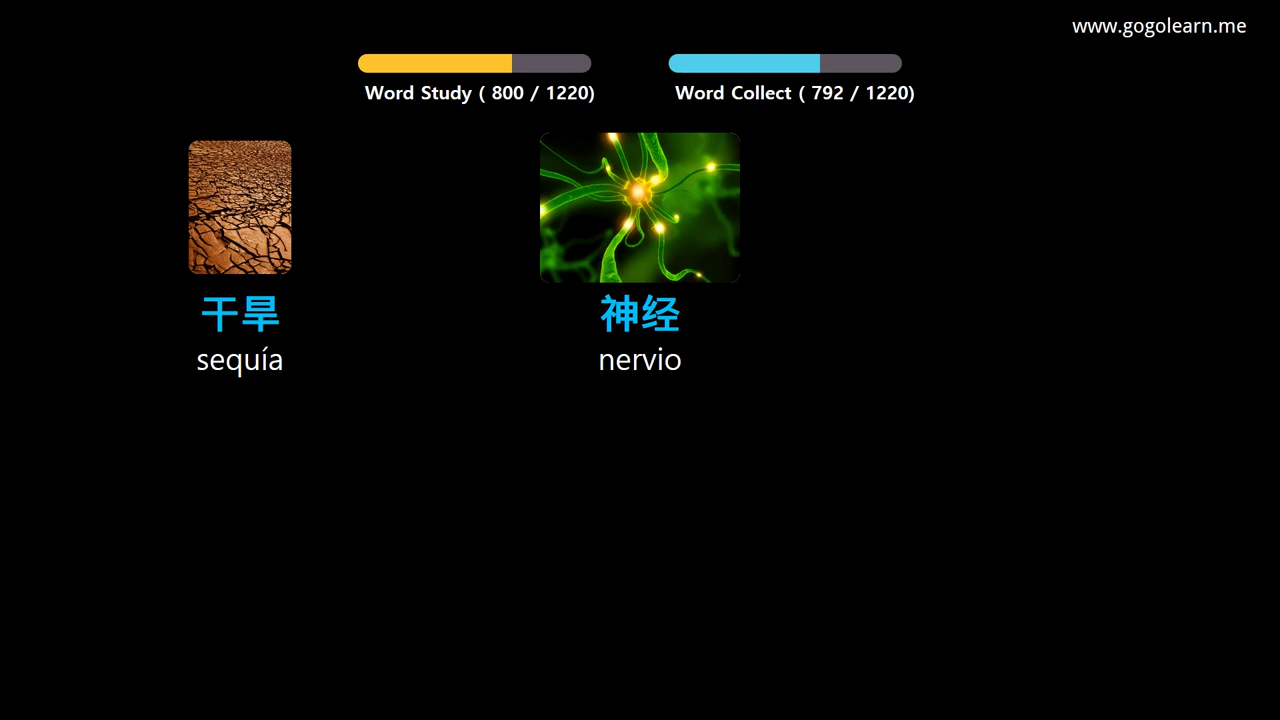 www.gogolearn.me
Word Study ( 800 / 1220)
Word Collect ( 792 / 1220)
干旱
sequía
神经
nervio